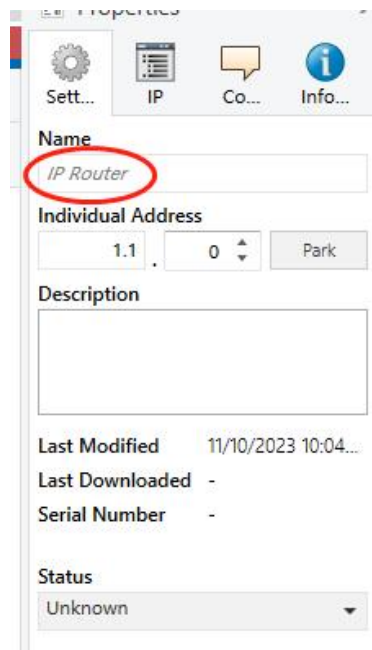 Properties
Sett...
IP
Co...
Info...
Name
IP Router
Individual Address
1.1 . 0 Park
Description
Last Modified 11/10/2023 10:04...
Last Downloaded -
Serial Number -
Status
Unknown